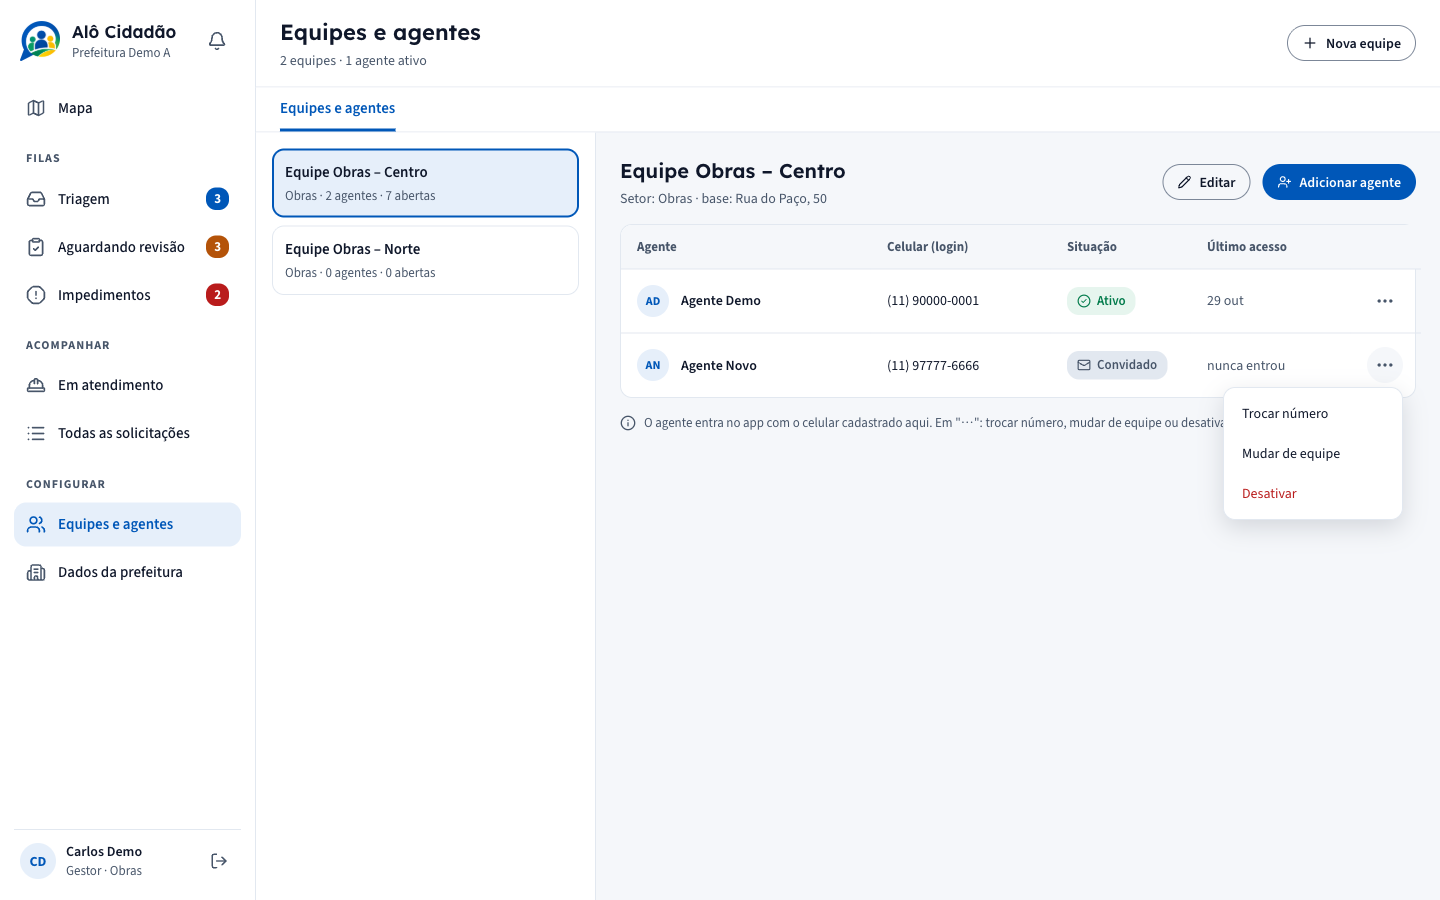 Alô Cidadão
Prefeitura Demo A
Mapa
FILAS
Triagem 3
Aguardando revisão 3
Impedimentos 2
ACOMPANHAR
Em atendimento
Todas as solicitações
CONFIGURAR
Equipes e agentes
Dados da prefeitura
CD
Carlos Demo
Gestor · Obras
Equipes e agentes
2 equipes · 1 agente ativo
Nova equipe
Equipes e agentes
Equipe Obras – Centro
Obras · 2 agentes · 7 abertas
Equipe Obras – Norte
Obras · 0 agentes · 0 abertas
Equipe Obras – Centro
Setor: Obras · base: Rua do Paço, 50
Editar
Adicionar agente
Agente Celular (login) Situação Último acesso
AD Agente Demo (11) 90000-0001 Ativo 29 out
AN Agente Novo (11) 97777-6666 Convidado nunca entrou
O agente entra no app com o celular cadastrado aqui. Em "···": trocar número, mudar de equipe ou
Trocar número
Mudar de equipe
Desativar